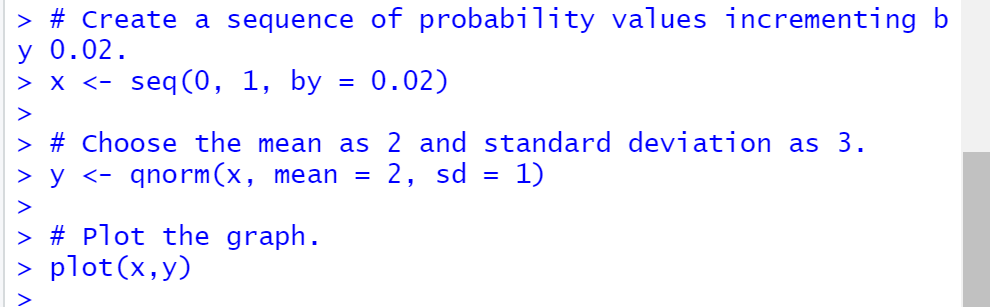 > # Create a sequence of probability values incrementing b
y 0.02.
> x <- seq(0, 1, by = 0.02)
>
> # Choose the mean as 2 and standard deviation as 3.
> y <- qnorm(x, mean = 2, sd = 1)
>
> # Plot the graph.
> plot(x,y)
>